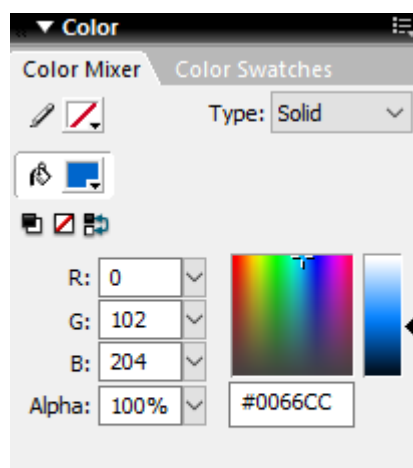 Color
Color Mixer Color Swatches
Type: Solid
R: 0
G: 102
B: 204
Alpha: 100% #0066CC